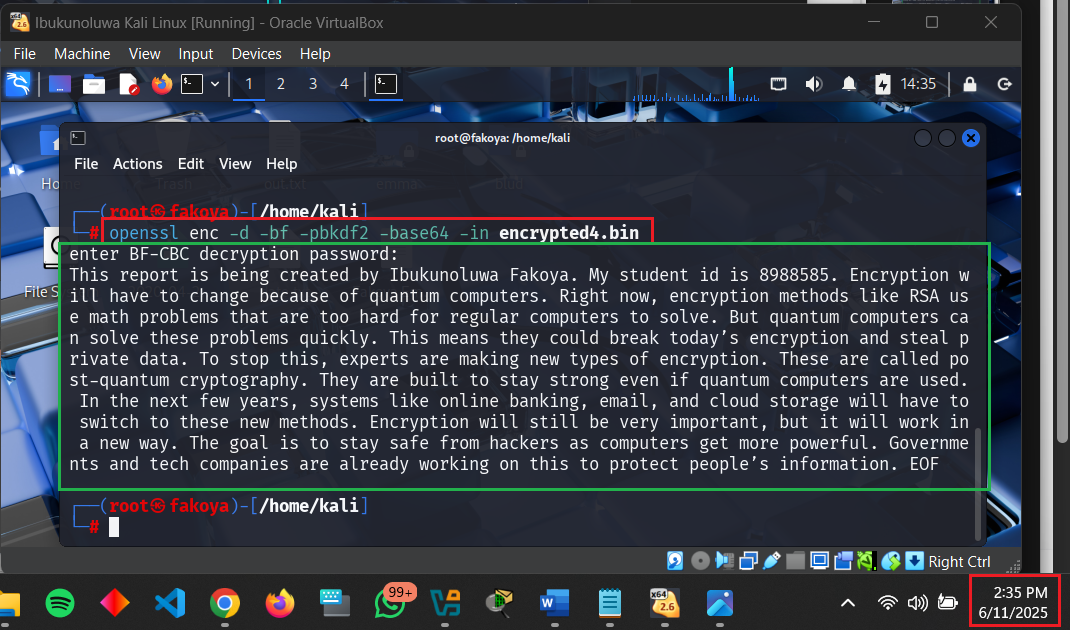 Ibukunoluwa Kali Linux [Running] - Oracle VirtualBox
File Machine View Input Devices Help
1 2 3 4 14:35
root@fakoya: /home/kali
File Actions Edit View Help
┌──(root㉿fakoya)-[/home/kali]
└─# openssl enc -d -bf -pbkdf2 -base64 -in encrypted4.bin
enter BF-CBC decryption password:
This report is being created by Ibukunoluwa Fakoya. My student id is 8988585. Encryption w
ill have to change because of quantum computers. Right now, encryption methods like RSA us
e math problems that are too hard for regular computers to solve. But quantum computers ca
n solve these problems quickly. This means they could break today’s encryption and steal p
rivate data. To stop this, experts are making new types of encryption. These are called po
st-quantum cryptography. They are built to stay strong even if quantum computers are used.
In the next few years, systems like online banking, email, and cloud storage will have to
switch to these new methods. Encryption will still be very important, but it will work in
a new way. The goal is to stay safe from hackers as computers get more powerful. Governme
nts and tech companies are already working on this to protect people’s information. EOF
┌──(root㉿fakoya)-[/home/kali]
└─#
Right Ctrl
99+
x64
2.6
2:35 PM
6/11/2025